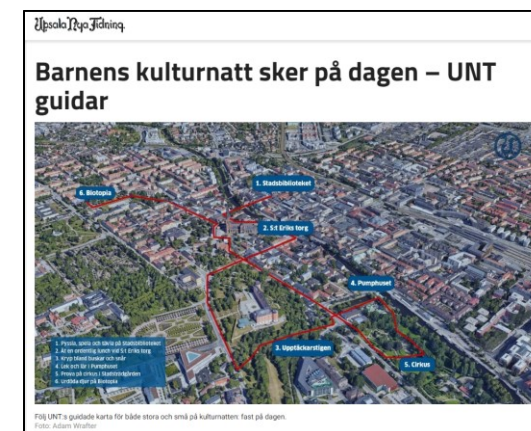 Upsala Nya Tidning
Barnens kulturnatt sker på dagen – UNT
guidar
1. Stadsbiblioteket
6. Biotopia
2. S:t Eriks torg
4. Pumphuset
3. Upptäckarstigen
5. Cirkus
1. Pyssla, spela och tävla på Stadsbiblioteket
2. Ät en ordentlig lunch vid S:t Eriks torg
3. Kryp bland buskar och snår
4. Lek och lär i Pumphuset
5. Prova på cirkus i Stadsträdgården
6. Utdöda djur på Biotopia
Följ UNT:s guidade karta för både stora och små på kulturnatten: fast på dagen.
Foto: Adam Wrafter